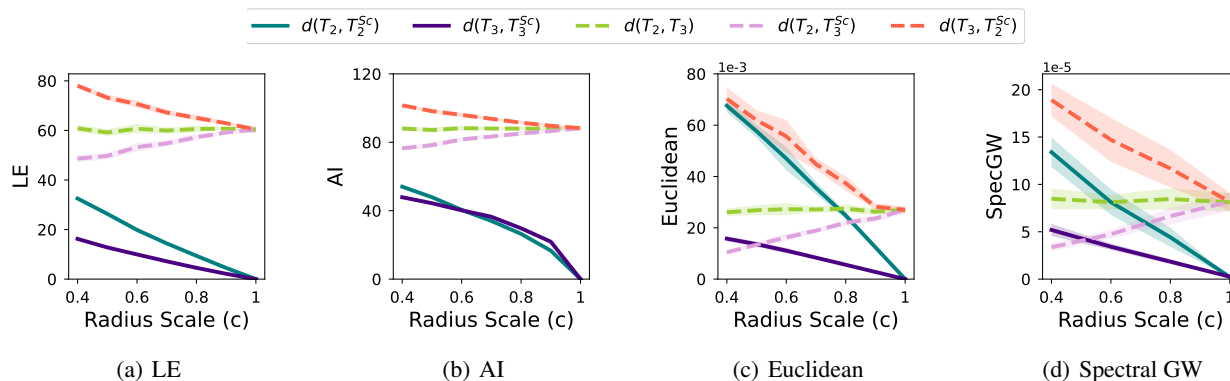 d(T₂, T₂ˢᶜ) d(T₃, T₃ˢᶜ) d(T₂, T₃) d(T₂, T₃ˢᶜ) d(T₃, T₂ˢᶜ)
LE
80
60
40
20
0
0.4 0.6 0.8 1
Radius Scale (c)
(a) LE
AI
120
80
40
0
0.4 0.6 0.8 1
Radius Scale (c)
(b) AI
1e-3
Euclidean
80
60
40
20
0
0.4 0.6 0.8 1
Radius Scale (c)
(c) Euclidean
1e-5
SpecGW
20
15
10
5
0
0.4 0.6 0.8 1
Radius Scale (c)
(d) Spectral GW